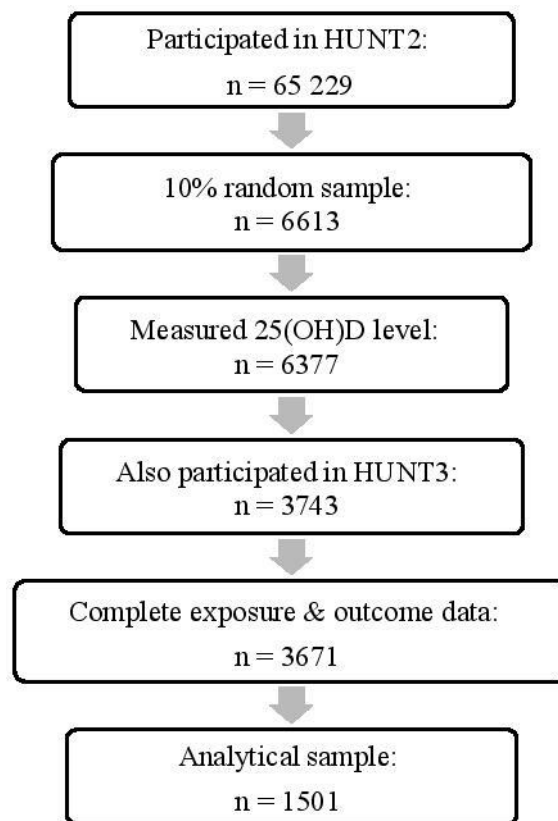 Participated in HUNT2:
n = 65 229
10% random sample:
n = 6613
Measured 25(OH)D level:
n = 6377
Also participated in HUNT3:
n = 3743
Complete exposure & outcome data:
n = 3671
Analytical sample:
n = 1501